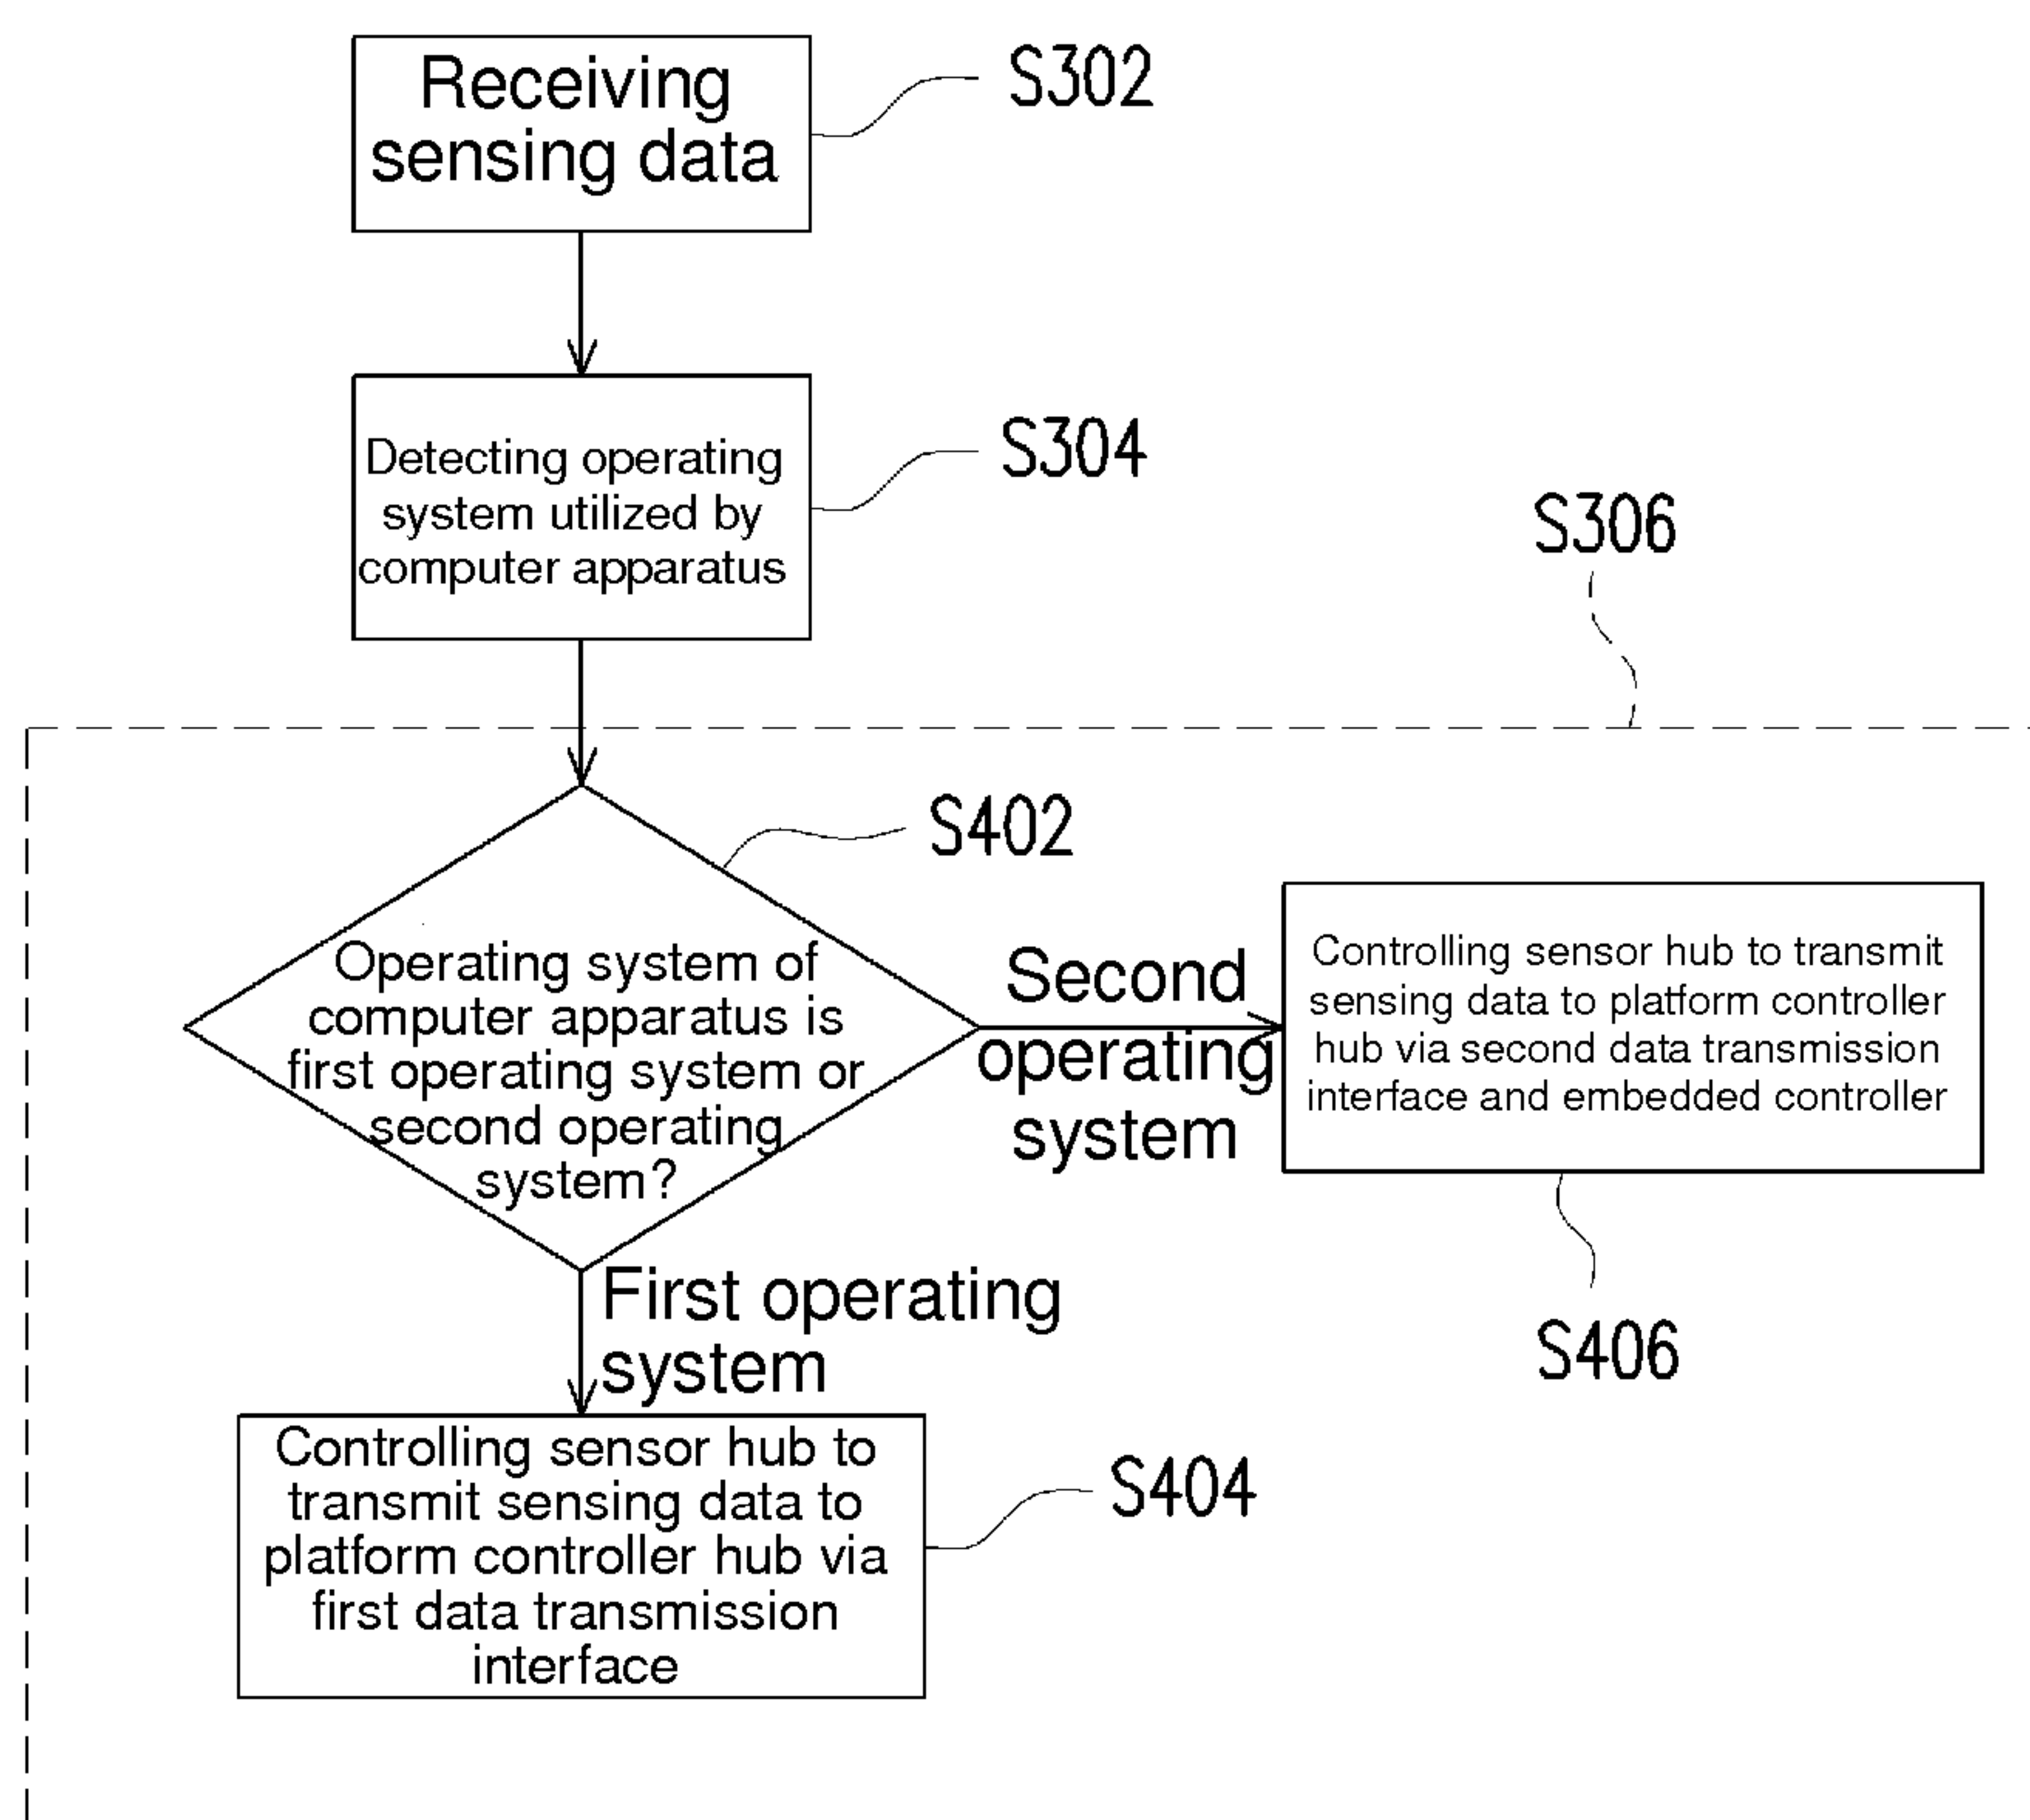 Receiving
sensing data
S302
Detecting operating
system utilized by
computer apparatus
S304
S306
S402
Operating system of
computer apparatus is
first operating system or
second operating
system?
Second
operating
system
Controlling sensor hub to transmit
sensing data to platform controller
hub via second data transmission
interface and embedded controller
S406
First operating
system
Controlling sensor hub to
transmit sensing data to
platform controller hub via
first data transmission
interface
S404